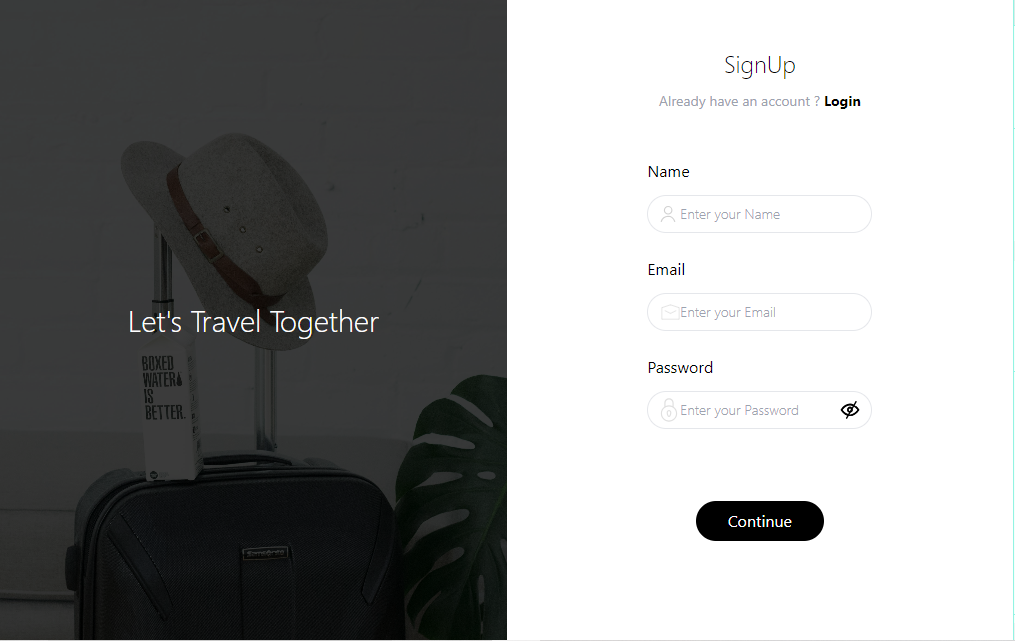 Let's Travel Together
BOXED
WATER
IS
BETTER.
Samsonite
SignUp
Already have an account ? Login
Name
Enter your Name
Email
Enter your Email
Password
Enter your Password
Continue